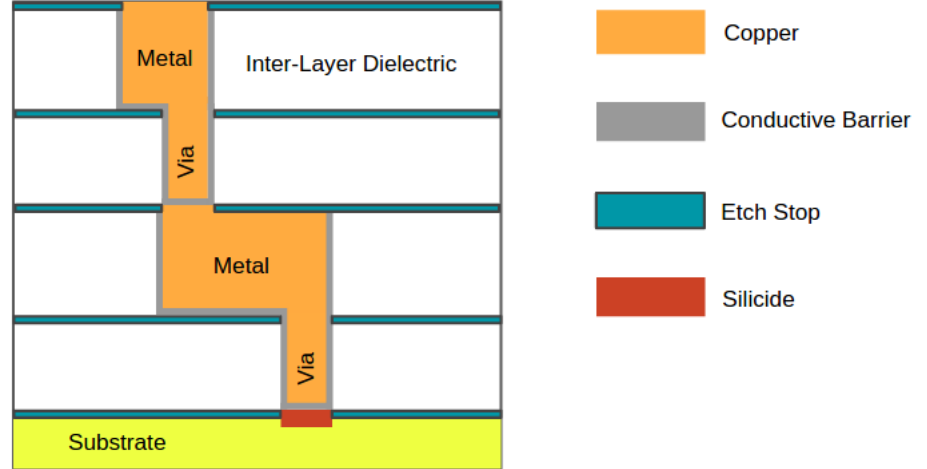 Metal
Inter-Layer Dielectric
Via
Metal
Via
Substrate
Copper
Conductive Barrier
Etch Stop
Silicide